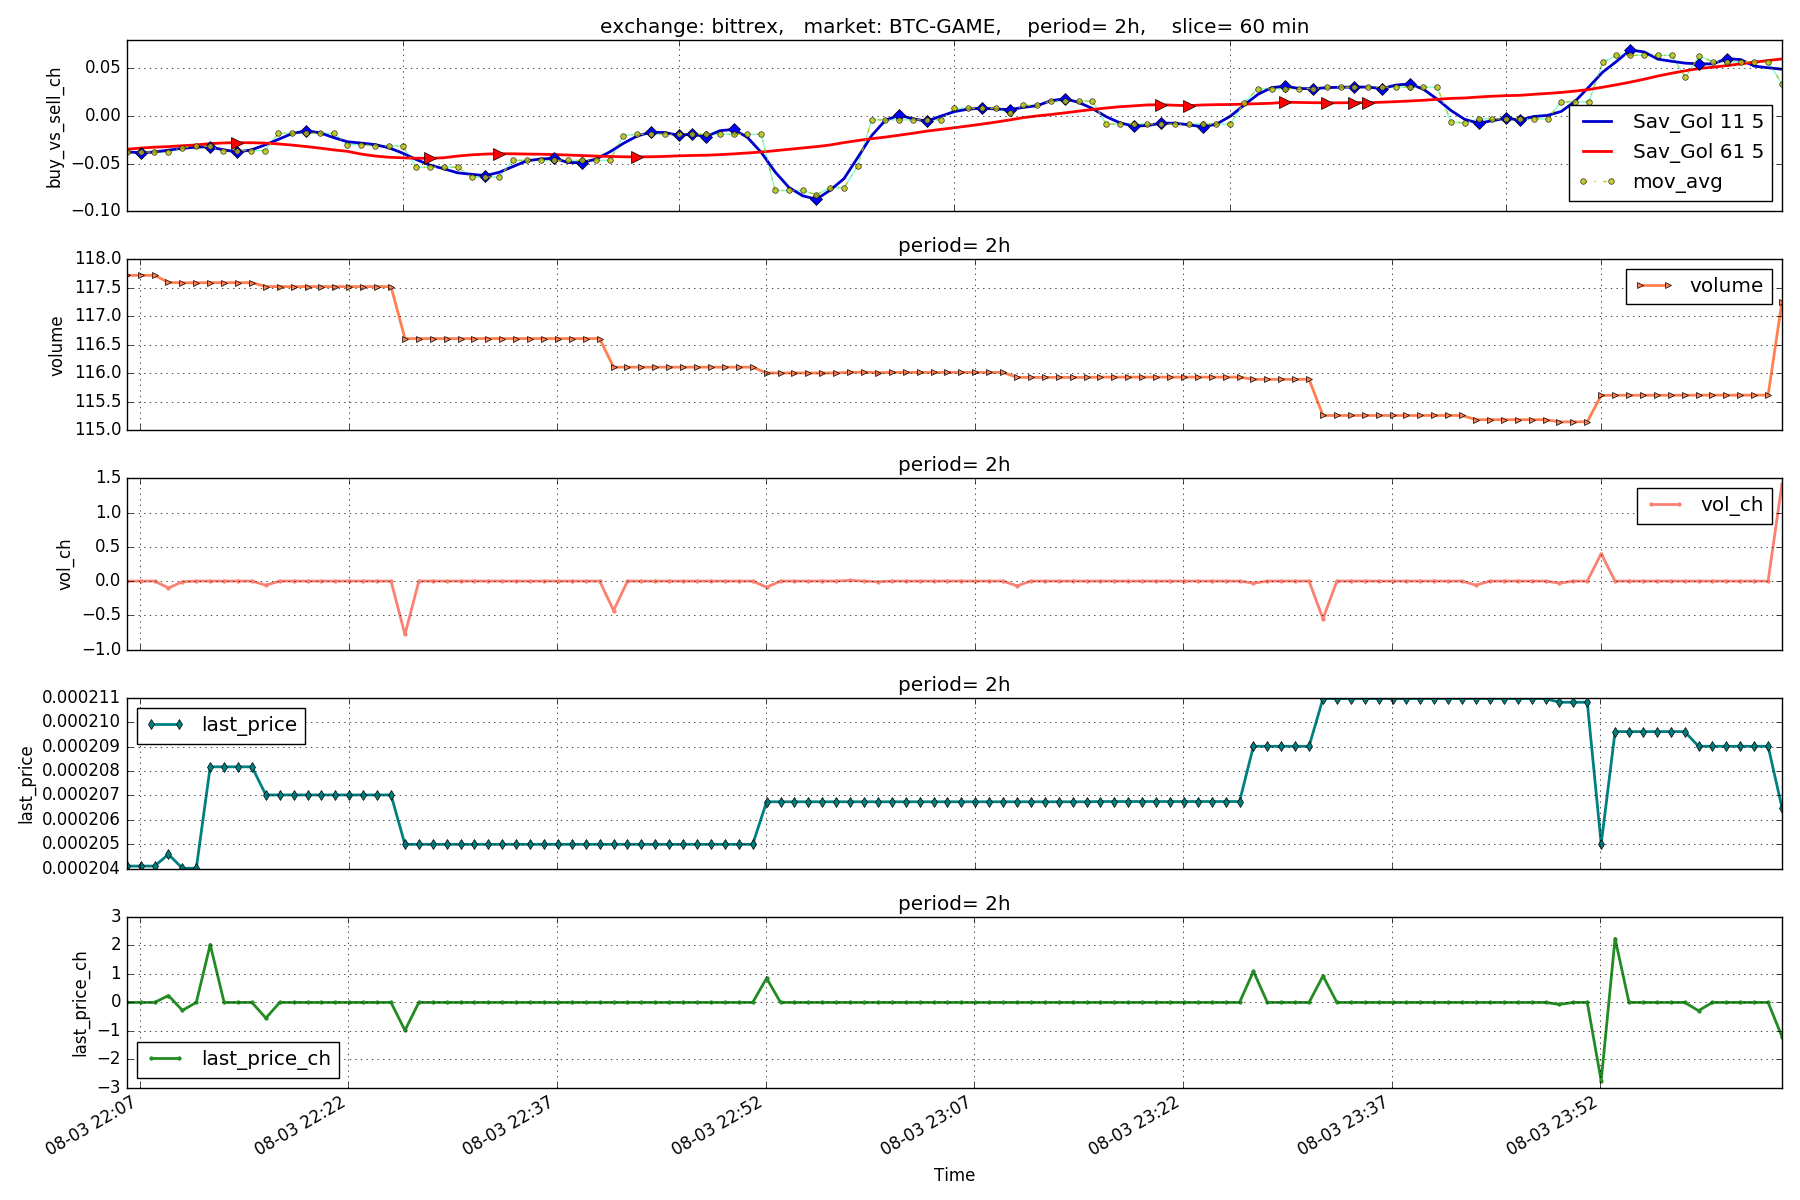 exchange: bittrex,   market: BTC-GAME,    period= 2h,    slice= 60 min
buy_vs_sell_ch
0.05
0.00
−0.05
−0.10
Sav_Gol 11 5
Sav_Gol 61 5
mov_avg
period= 2h
volume
118.0
117.5
117.0
116.5
116.0
115.5
115.0
volume
period= 2h
vol_ch
1.5
1.0
0.5
0.0
−0.5
−1.0
vol_ch
period= 2h
last_price
0.000211
0.000210
0.000209
0.000208
0.000207
0.000206
0.000205
0.000204
last_price
period= 2h
last_price_ch
3
2
1
0
−1
−2
−3
last_price_ch
08-03 22:07
08-03 22:22
08-03 22:37
08-03 22:52
08-03 23:07
08-03 23:22
08-03 23:37
08-03 23:52
Time